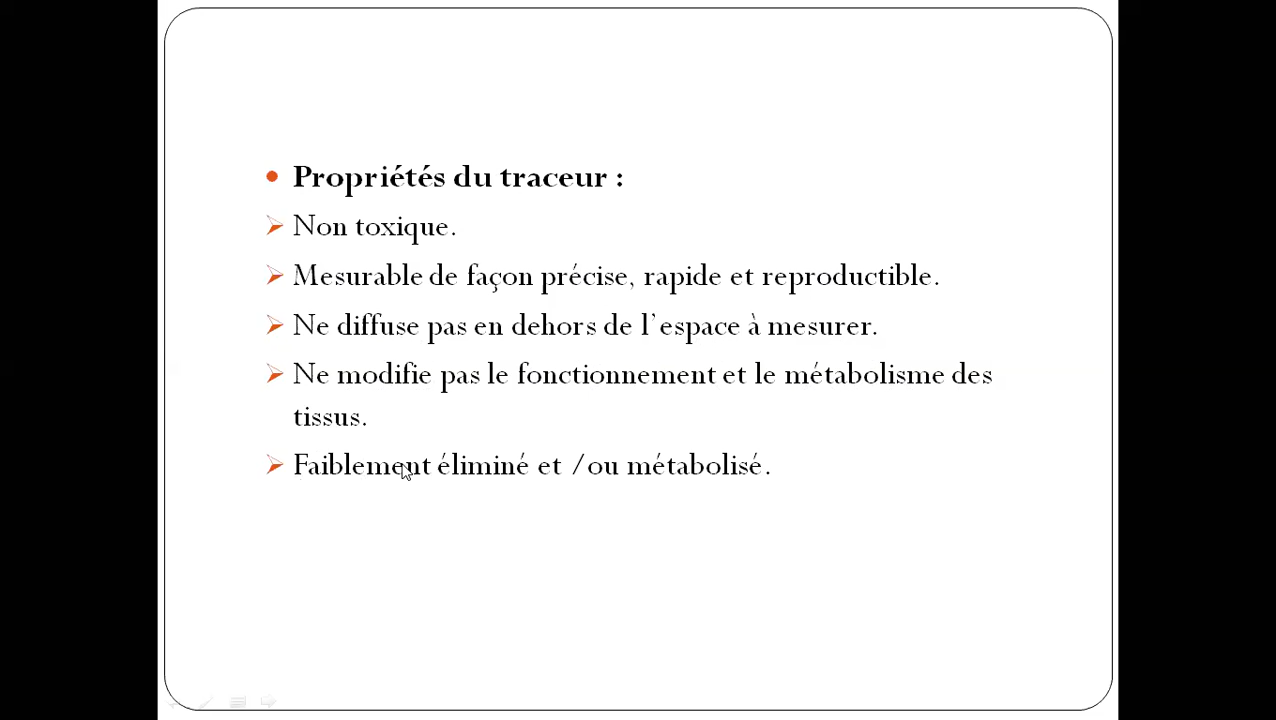 Propriétés du traceur :
Non toxique.
Mesurable de façon précise, rapide et reproductible.
Ne diffuse pas en dehors de l’espace à mesurer.
Ne modifie pas le fonctionnement et le métabolisme des
tissus.
Faiblement éliminé et /ou métabolisé.